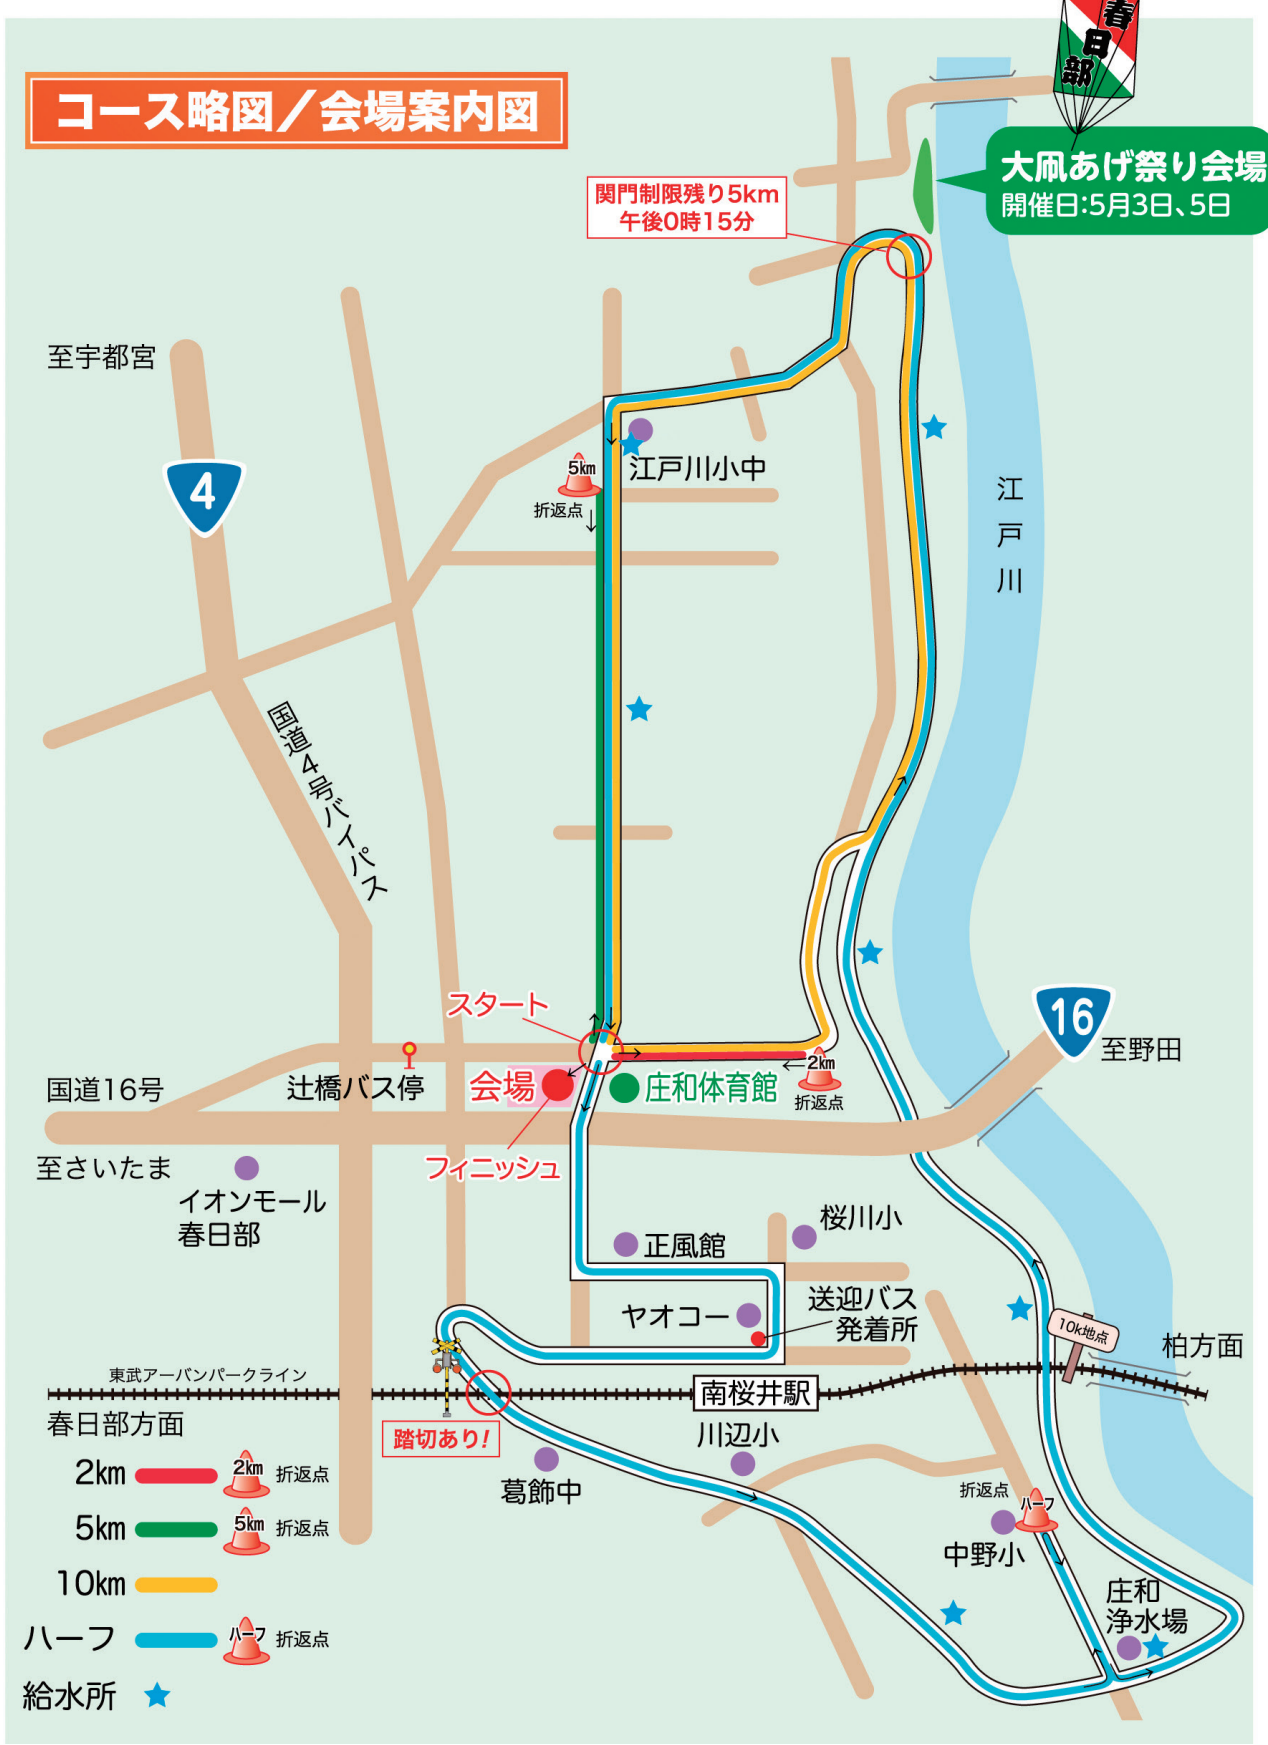 春日部
コース略図／会場案内図
大凧あげ祭り会場
開催日:5月3日、5日
関門制限残り5km
午後0時15分
至宇都宮
4
5km
折返点
江戸川小中
江戸川
国道4号バイパス
スタート
16
至野田
2km
折返点
国道16号
辻橋バス停
会場
庄和体育館
至さいたま
フィニッシュ
イオンモール
春日部
正風館
桜川小
ヤオコー
送迎バス
発着所
10k地点
柏方面
東武アーバンパークライン
南桜井駅
春日部方面
踏切あり!
川辺小
葛飾中
2km
2km
折返点
5km
5km
折返点
10km
ハーフ
ハーフ
折返点
給水所
折返点
ハーフ
中野小
庄和
浄水場